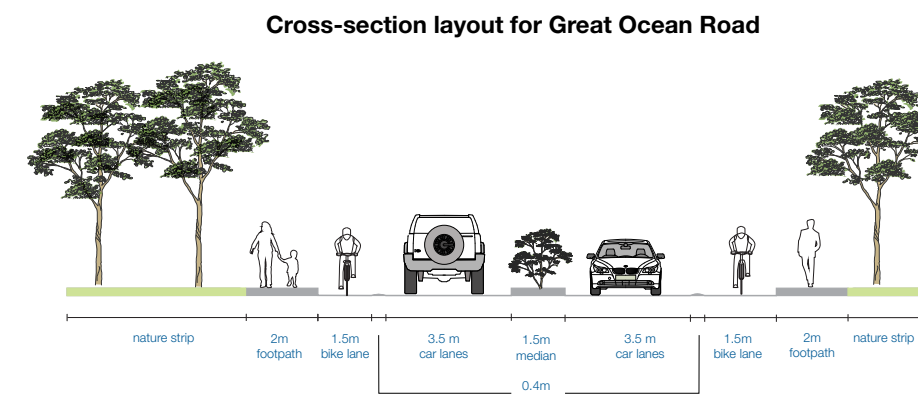 Cross-section layout for Great Ocean Road
nature strip
2m
footpath
1.5m
bike lane
3.5 m
car lanes
1.5m
median
3.5 m
car lanes
1.5m
bike lane
2m
footpath
nature strip
0.4m